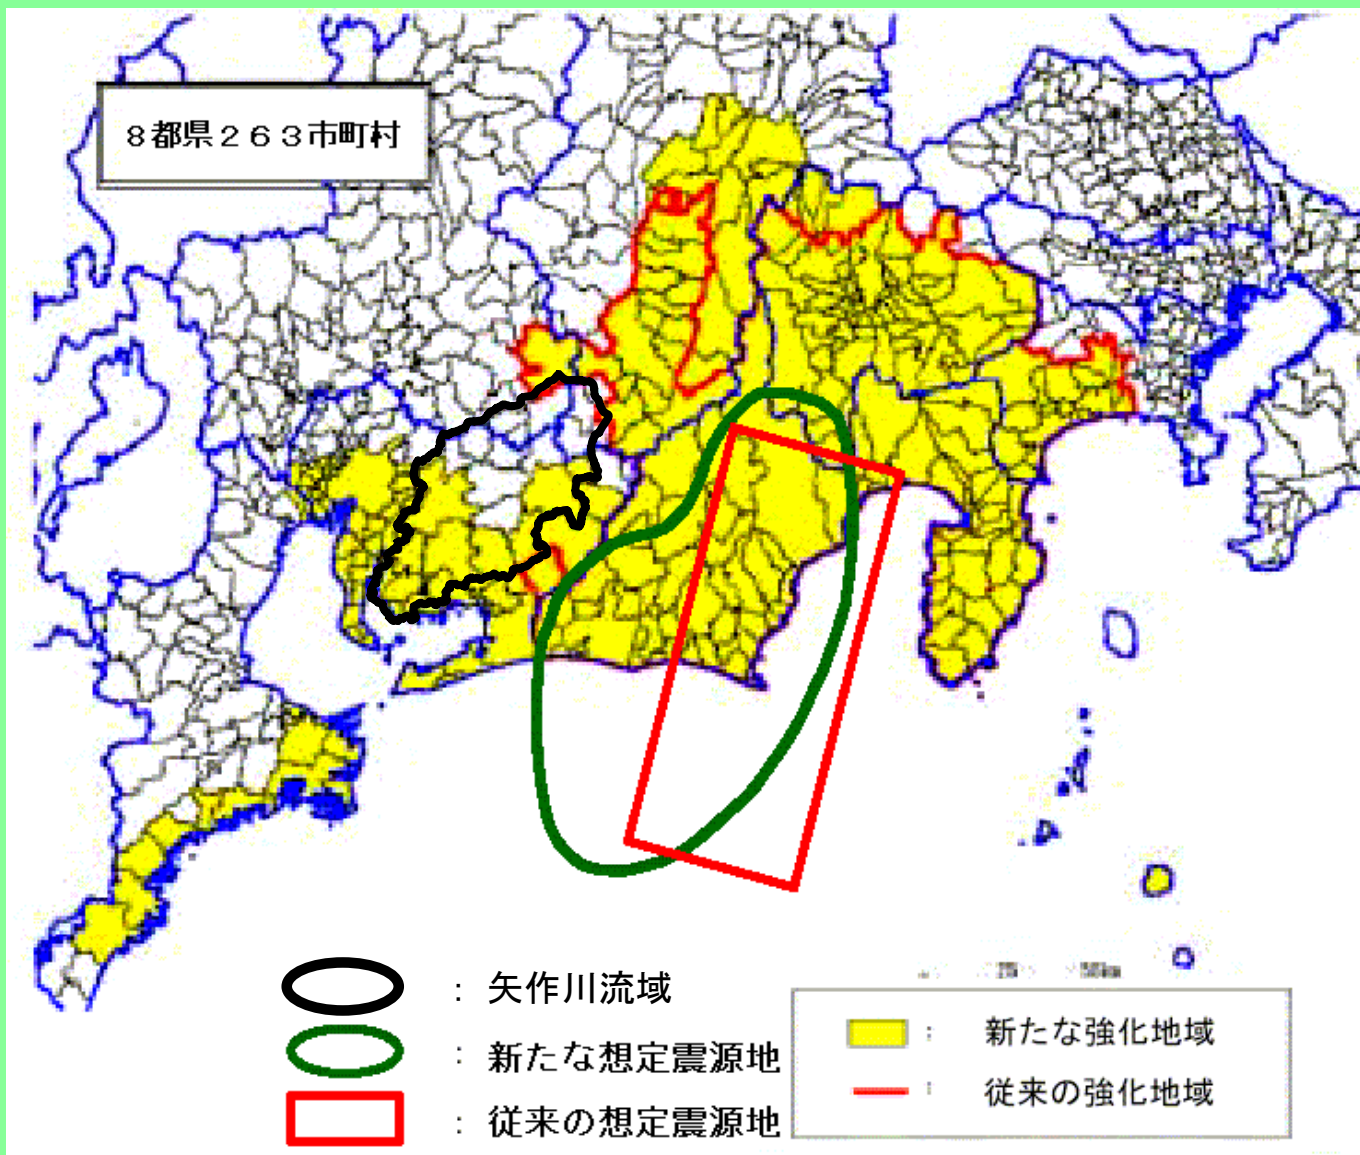 ８都県２６３市町村
： 矢作川流域
： 新たな想定震源地
： 従来の想定震源地
： 新たな強化地域
： 従来の強化地域